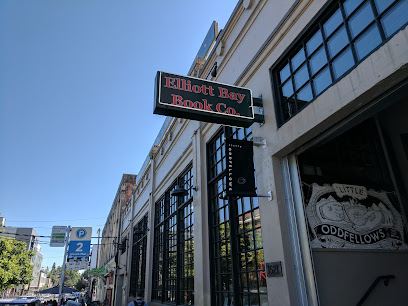 Elliott Bay
Book Co.
LITTLE
ODDFELLOWS
P
2